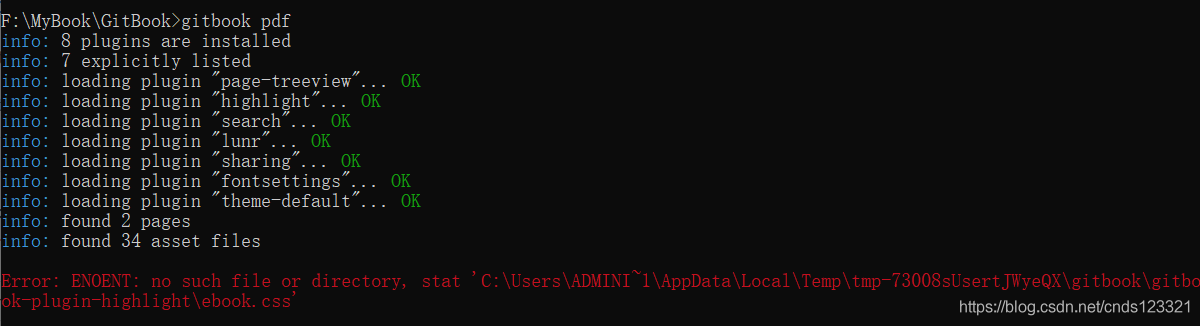 F:\MyBook\GitBook>gitbook pdf
info: 8 plugins are installed
info: 7 explicitly listed
info: loading plugin "page-treeview"... OK
info: loading plugin "highlight"... OK
info: loading plugin "search"... OK
info: loading plugin "lunr"... OK
info: loading plugin "sharing"... OK
info: loading plugin "fontsettings"... OK
info: loading plugin "theme-default"... OK
info: found 2 pages
info: found 34 asset files
Error: ENOENT: no such file or directory, stat 'C:\Users\ADMINI~1\AppData\Local\Temp\tmp-73008sUsertJWyeQX\gitbook\gitbo
ok-plugin-highlight\ebook.css'
https://blog.csdn.net/cnds123321